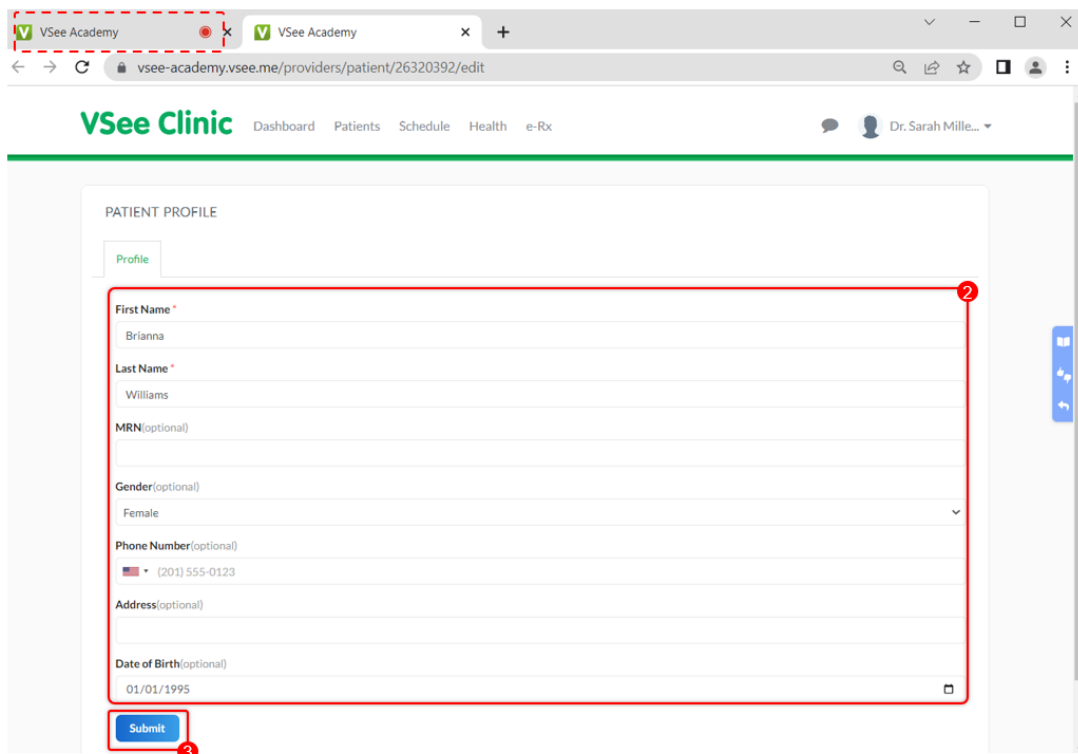 VSee Academy
VSee Academy
vsee-academy.vsee.me/providers/patient/26320392/edit
VSee Clinic Dashboard Patients Schedule Health e-Rx Dr. Sarah Mille...
PATIENT PROFILE
Profile
2
First Name *
Brianna
Last Name *
Williams
MRN(optional)
Gender(optional)
Female
Phone Number(optional)
(201) 555-0123
Address(optional)
Date of Birth(optional)
01/01/1995
Submit
3